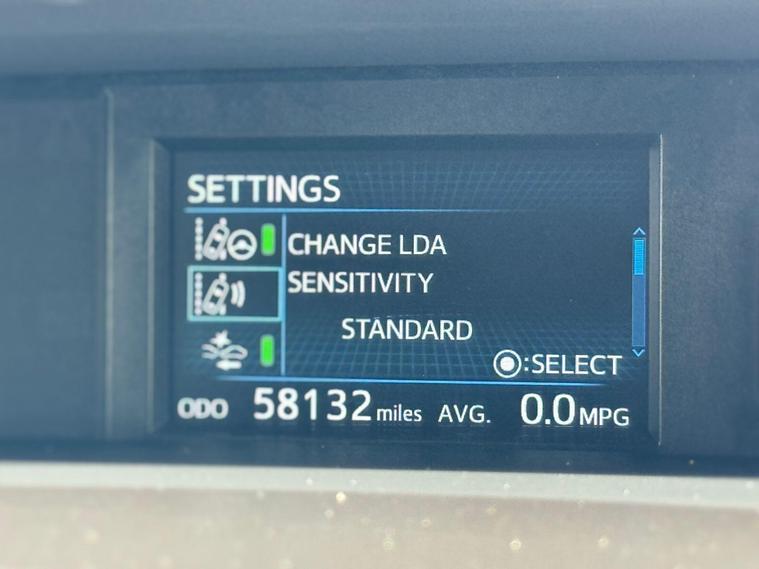 SETTINGS
CHANGE LDA
SENSITIVITY
STANDARD
:SELECT
ODO 58132 miles AVG. 0.0 MPG